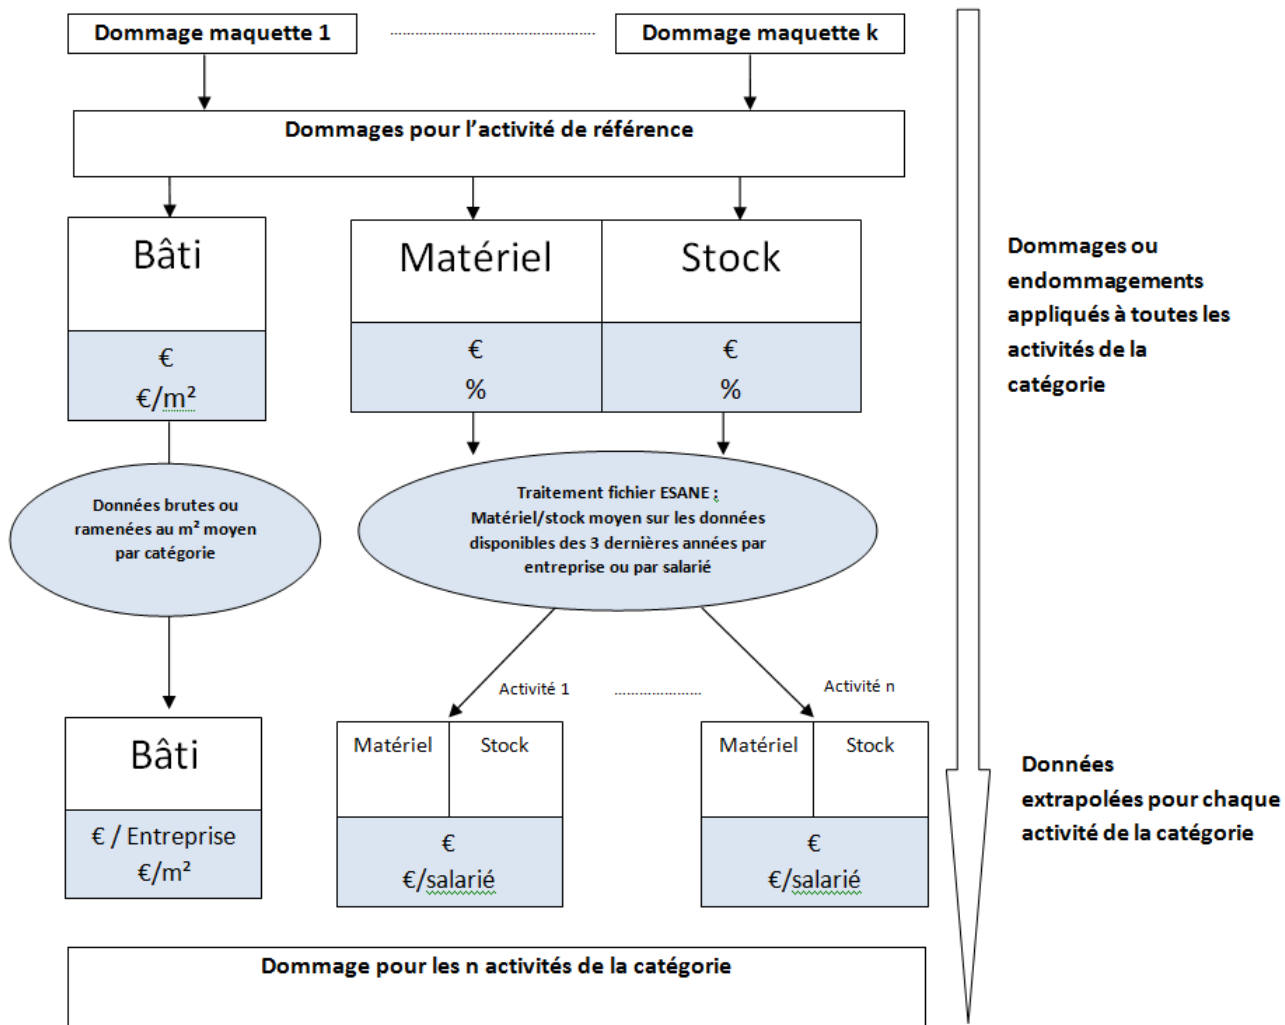 Dommage maquette 1
................................................
Dommage maquette k
Dommages pour l'activité de référence
Bâti
€
€/m²
Matériel
€
%
Stock
€
%
Dommages ou
endommagements
appliqués à toutes les
activités de la
catégorie
Données brutes ou
ramenées au m² moyen
par catégorie
Traitement fichier ESANE :
Matériel/stock moyen sur les données
disponibles des 3 dernières années par
entreprise ou par salarié
Activité 1
.....................
Activité n
Bâti
€ / Entreprise
€/m²
Matériel
Stock
€
€/salarié
Matériel
Stock
€
€/salarié
Données
extrapolées pour chaque
activité de la catégorie
Dommage pour les n activités de la catégorie